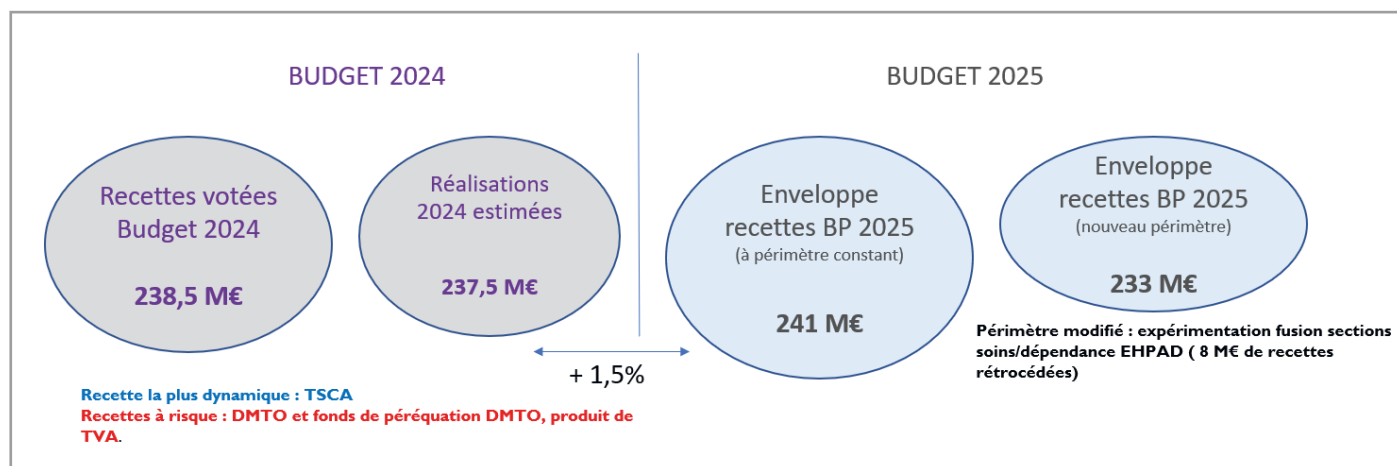 BUDGET 2024
Recettes votées
Budget 2024
238,5 M€
Réalisations
2024 estimées
237,5 M€
Recette la plus dynamique : TSCA
Recettes à risque : DMTO et fonds de péréquation DMTO, produit de
TVA.
+ 1,5%
BUDGET 2025
Enveloppe
recettes BP 2025
(à périmètre constant)
241 M€
Enveloppe
recettes BP 2025
(nouveau périmètre)
233 M€
Périmètre modifié : expérimentation fusion sections
soins/dépendance EHPAD ( 8 M€ de recettes
rétrocédées)